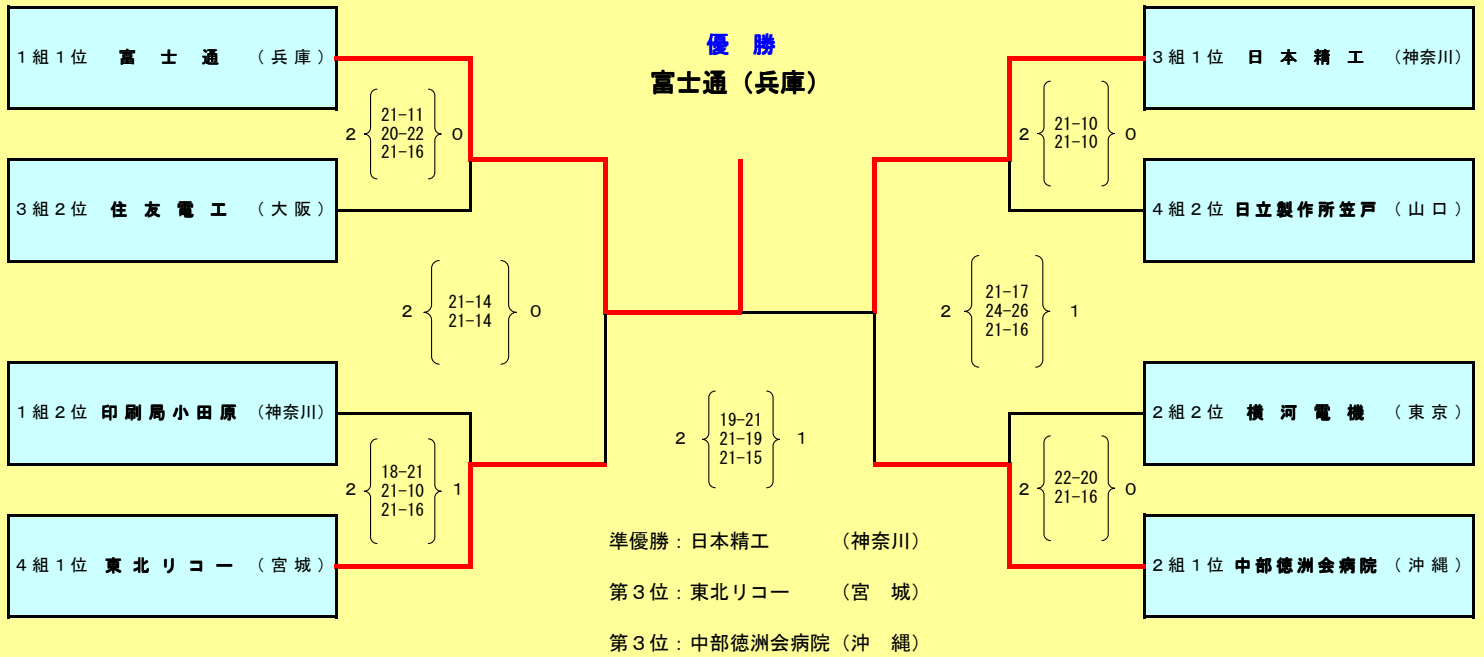 優　勝
富士通（兵庫）
１組１位　富　士　通　（兵庫）
2 21-11 0
20-22
21-16
３組２位　住友電工　（大阪）
2 21-14 0
21-14
１組２位 印刷局小田原 （神奈川）
2 18-21 1
21-10
21-16
４組１位　東北リコー　（宮城）
３組１位　日本精工　（神奈川）
2 21-10 0
21-10
４組２位 日立製作所笠戸 （山口）
2 21-17 1
24-26
21-16
２組２位　横河電機　（東京）
2 22-20 0
21-16
２組１位 中部徳洲会病院 （沖縄）
2 19-21 1
21-19
21-15
準優勝：日本精工　　（神奈川）
第３位：東北リコー　　（宮　城）
第３位：中部徳洲会病院（沖　縄）